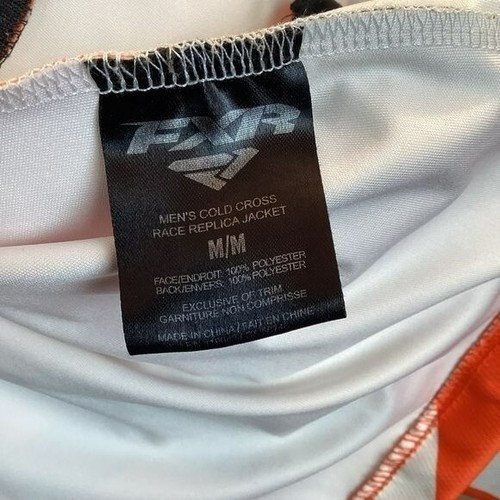 FXR
MEN'S COLD CROSS
RACE REPLICA JACKET
M/M
FACE/ENDROIT: 100% POLYESTER
BACK/ENVERS: 100% POLYESTER
EXCLUSIVE OF TRIM
GARNITURE NON COMPRISSE
MADE IN CHINA / FAIT EN CHINE